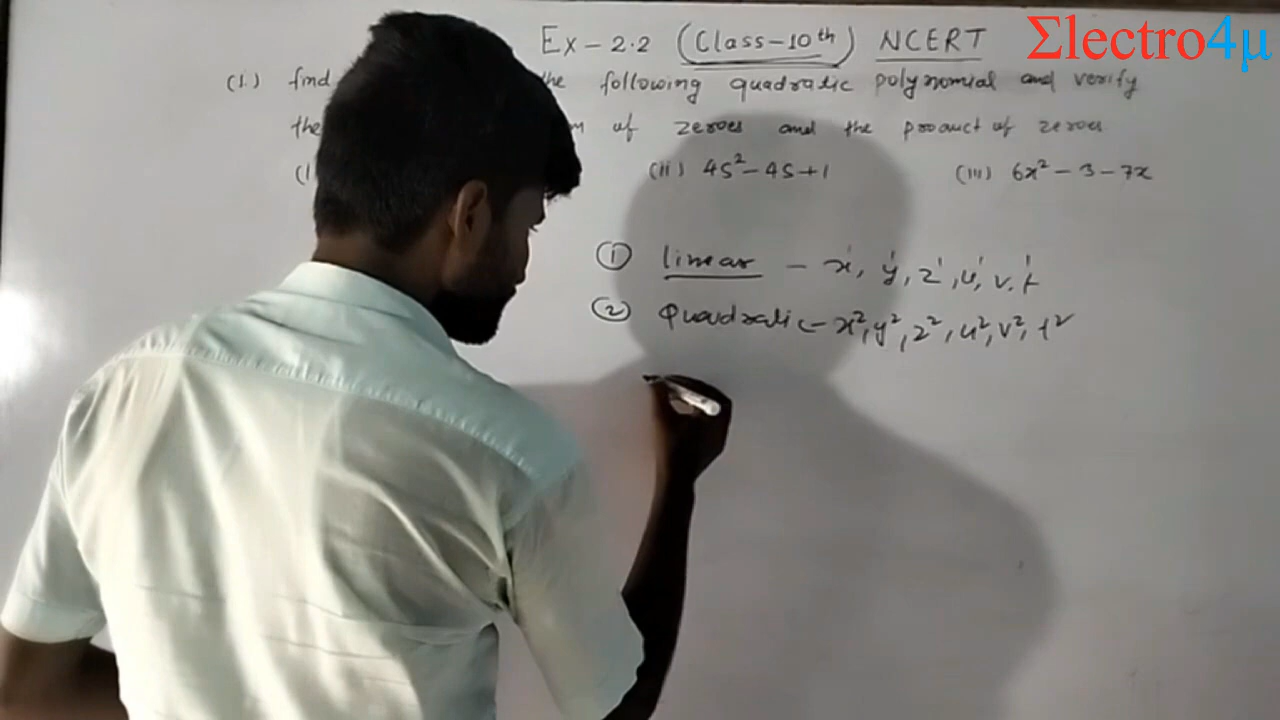 Σlectro4μ
Ex - 2.2 (Class-10th) NCERT
(1.) find he following quadratic polynomial and verify
the of zeroes and the product of zeroes
(ii) 4s² - 4s + 1 (iii) 6x² - 3 - 7x
① linear - x¹, y¹, z¹, u¹, v¹, t¹
② Quadratic - x², y², z², u², v², t²